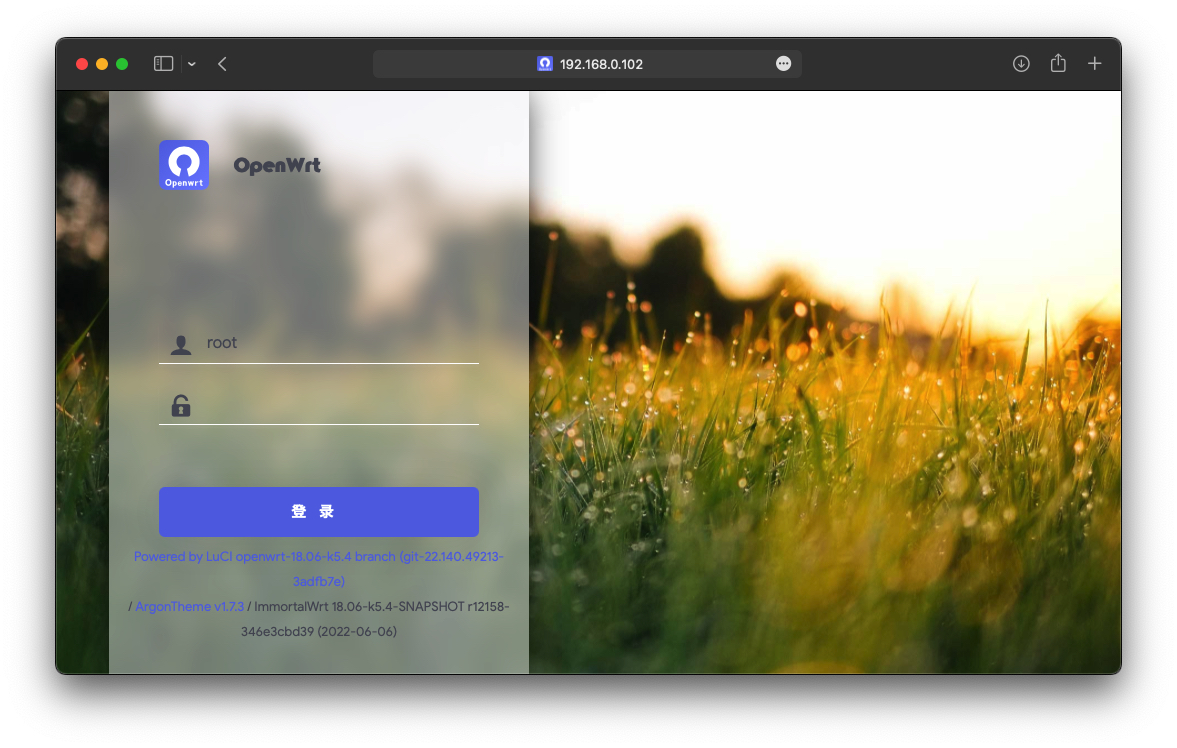 192.168.0.102
Openwrt
OpenWrt
root
登 录
Powered by LuCI openwrt-18.06-k5.4 branch (git-22.140.49213-
3adfb7e)
/ ArgonTheme v1.7.3 / ImmortalWrt 18.06-k5.4-SNAPSHOT r12158-
346e3cbd39 (2022-06-06)